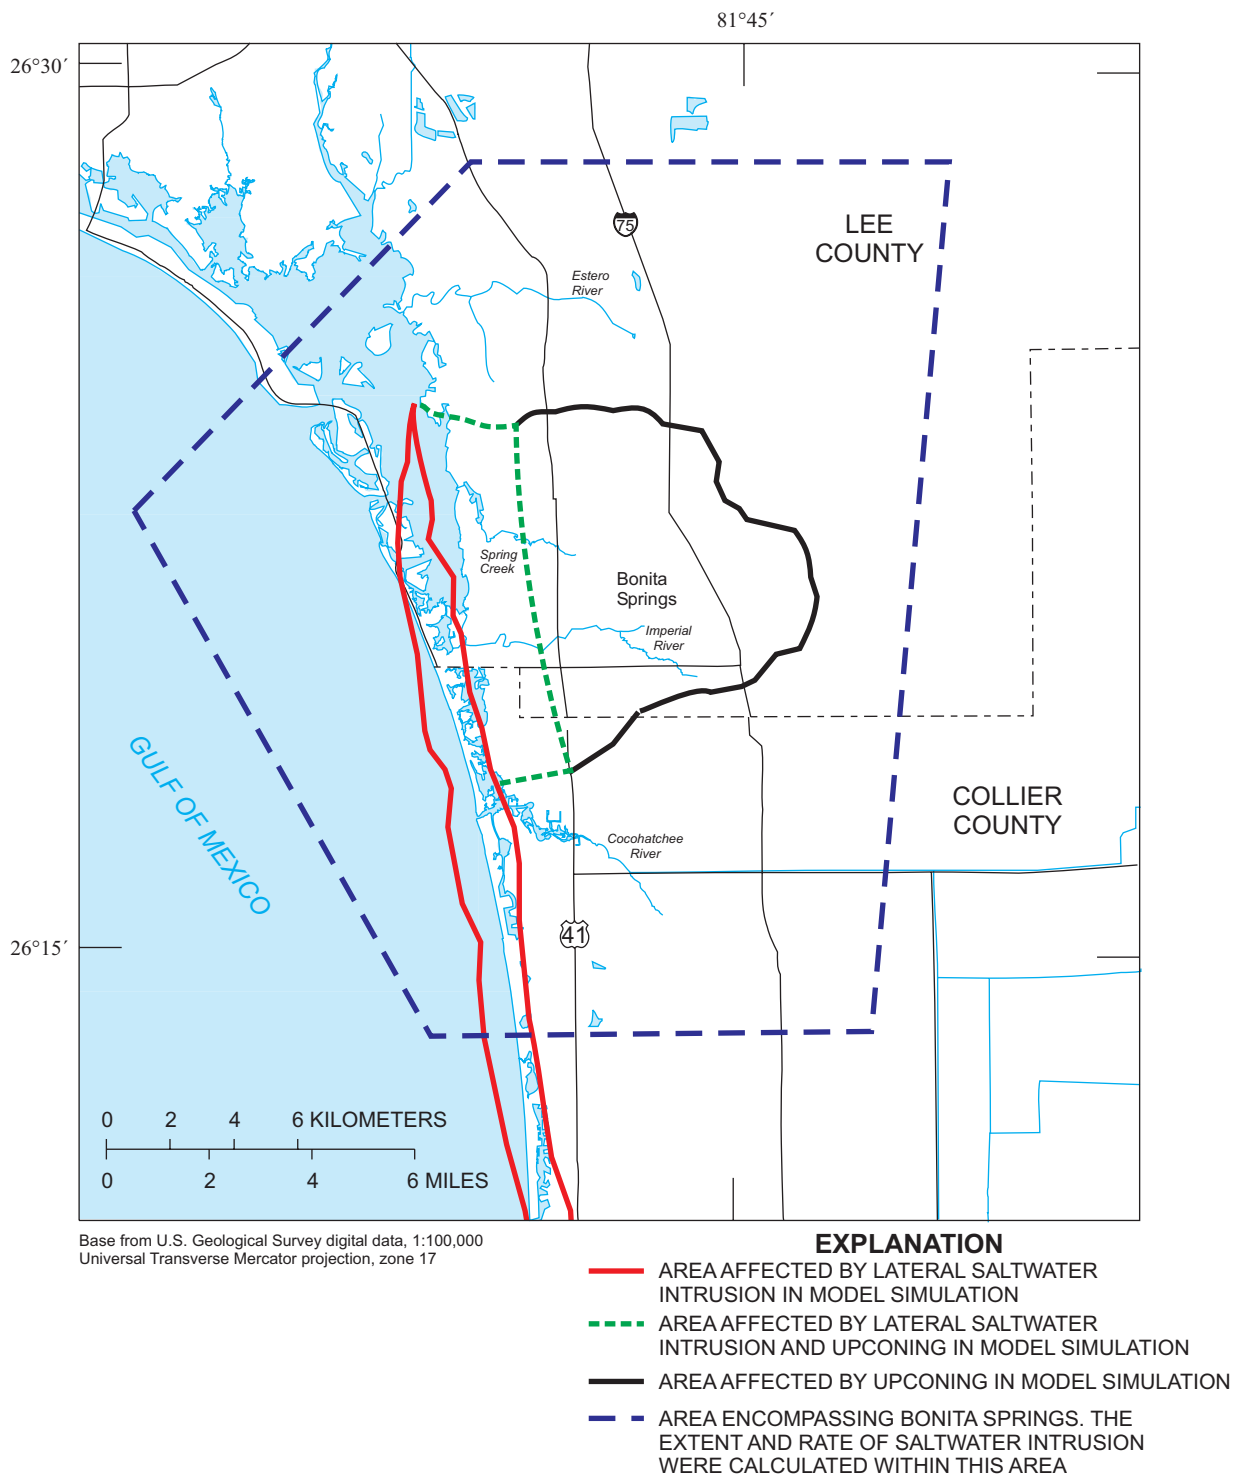 81°45´
26°30´
LEE
COUNTY
75
Estero
River
Spring
Creek
Bonita
Springs
Imperial
River
GULF OF MEXICO
COLLIER
COUNTY
Cocohatchee
River
41
26°15´
0 2 4 6 KILOMETERS
0 2 4 6 MILES
Base from U.S. Geological Survey digital data, 1:100,000
Universal Transverse Mercator projection, zone 17
EXPLANATION
AREA AFFECTED BY LATERAL SALTWATER
INTRUSION IN MODEL SIMULATION
AREA AFFECTED BY LATERAL SALTWATER
INTRUSION AND UPCONING IN MODEL SIMULATION
AREA AFFECTED BY UPCONING IN MODEL SIMULATION
AREA ENCOMPASSING BONITA SPRINGS. THE
EXTENT AND RATE OF SALTWATER INTRUSION
WERE CALCULATED WITHIN THIS AREA